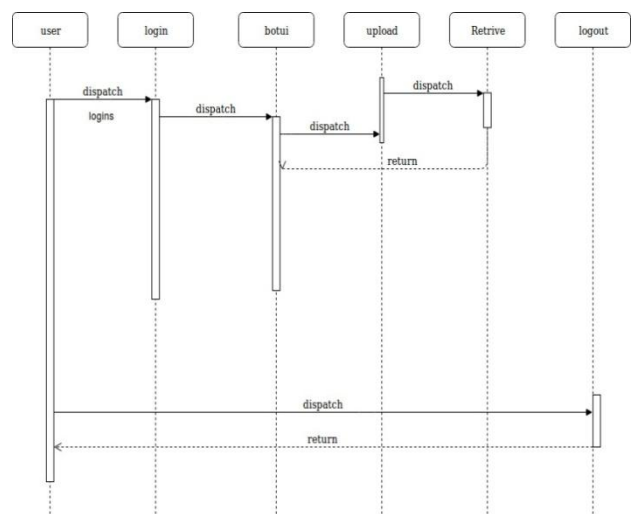 user
login
botui
upload
Retrive
logout
dispatch
dispatch
logins
dispatch
dispatch
return
dispatch
return